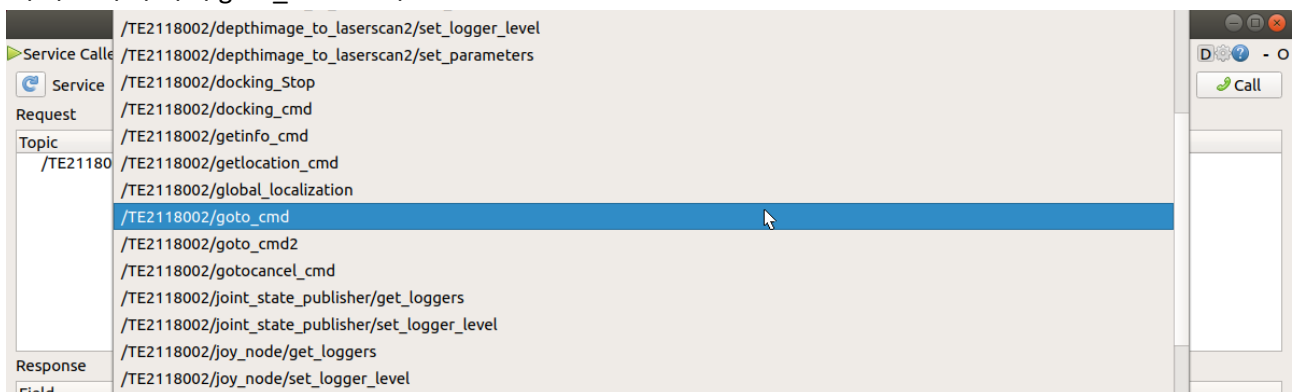 /TE2118002/depthimage_to_laserscan2/set_logger_level
Service Calle /TE2118002/depthimage_to_laserscan2/set_parameters D - O
Service /TE2118002/docking_Stop Call
Request /TE2118002/docking_cmd
/TE2118002/getinfo_cmd
Topic
/TE21180 /TE2118002/getlocation_cmd
/TE2118002/global_localization
/TE2118002/goto_cmd
/TE2118002/goto_cmd2
/TE2118002/gotocancel_cmd
/TE2118002/joint_state_publisher/get_loggers
/TE2118002/joint_state_publisher/set_logger_level
/TE2118002/joy_node/get_loggers
Response
/TE2118002/joy_node/set_logger_level